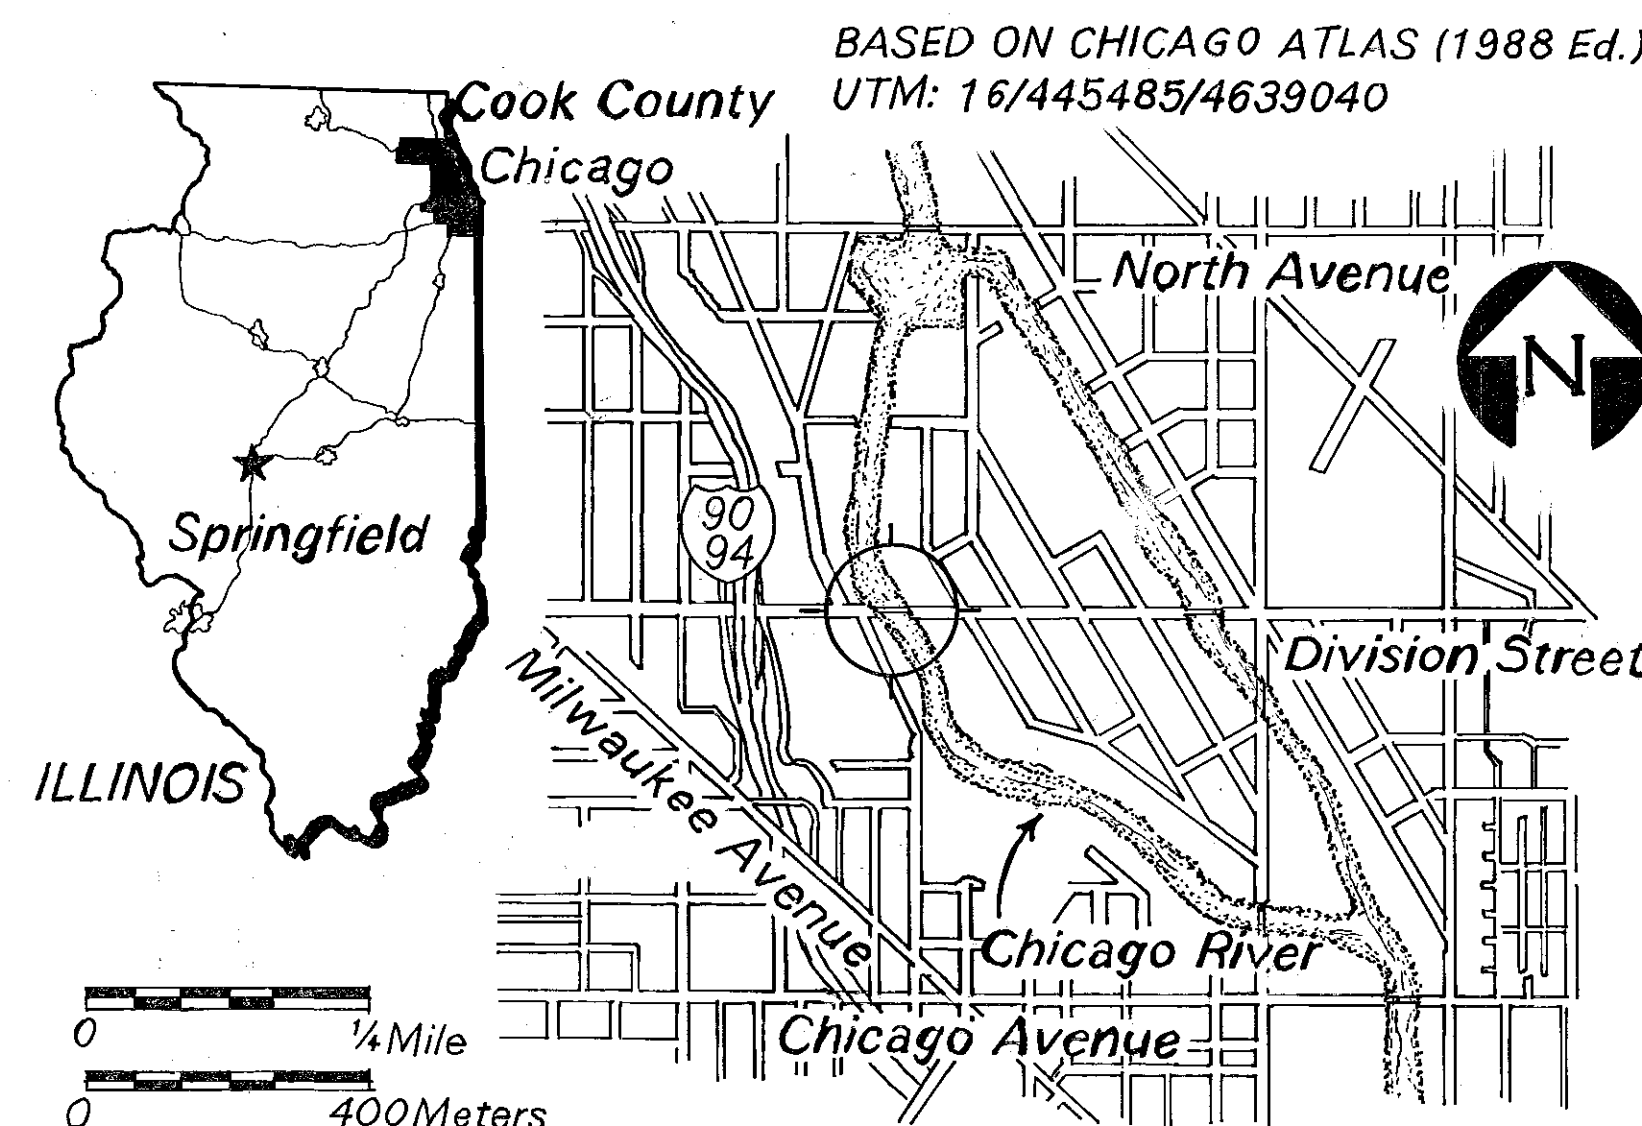 BASED ON CHICAGO ATLAS (1988 Ed.)
UTM: 16/445485/4639040
Cook County
Chicago
North Avenue
N
90
94
Springfield
Division Street
Milwaukee Avenue
ILLINOIS
Chicago River
Chicago Avenue
0 ¼ Mile
0 400 Meters